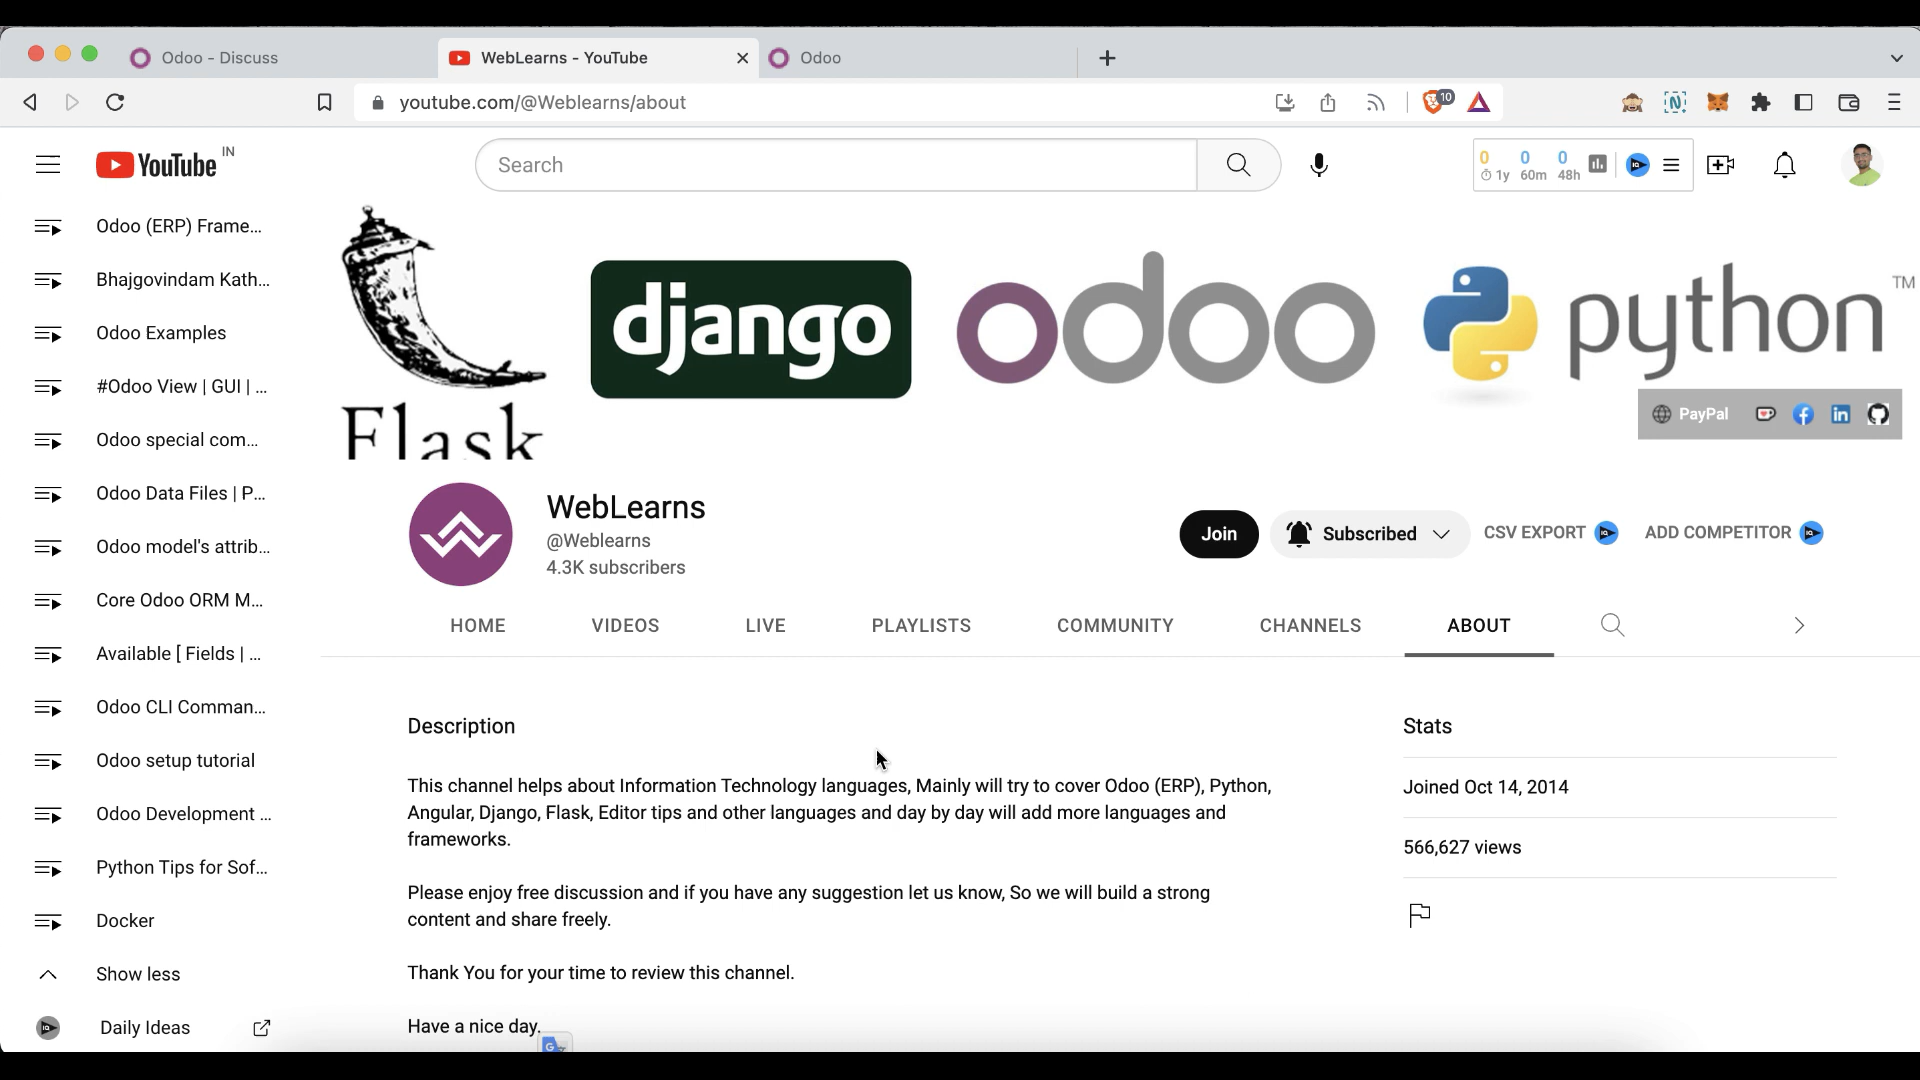 Odoo - Discuss
WebLearns - YouTube
Odoo
youtube.com/@Weblearns/about
10
YouTube IN
Search
0 0 0
1y 60m 48h
Odoo (ERP) Frame...
Bhajgovindam Kath...
Odoo Examples
#Odoo View | GUI | ...
Odoo special com...
Odoo Data Files | P...
Odoo model's attrib...
Core Odoo ORM M...
Available [ Fields | ...
Odoo CLI Comman...
Odoo setup tutorial
Odoo Development ...
Python Tips for Sof...
Docker
Show less
Daily Ideas
Flask
django
odoo
python TM
PayPal
WebLearns
@Weblearns
4.3K subscribers
Join
Subscribed
CSV EXPORT
ADD COMPETITOR
HOME VIDEOS LIVE PLAYLISTS COMMUNITY CHANNELS ABOUT
Description
This channel helps about Information Technology languages, Mainly will try to cover Odoo (ERP), Python,
Angular, Django, Flask, Editor tips and other languages and day by day will add more languages and
frameworks.
Please enjoy free discussion and if you have any suggestion let us know, So we will build a strong
content and share freely.
Thank You for your time to review this channel.
Have a nice day.
Stats
Joined Oct 14, 2014
566,627 views